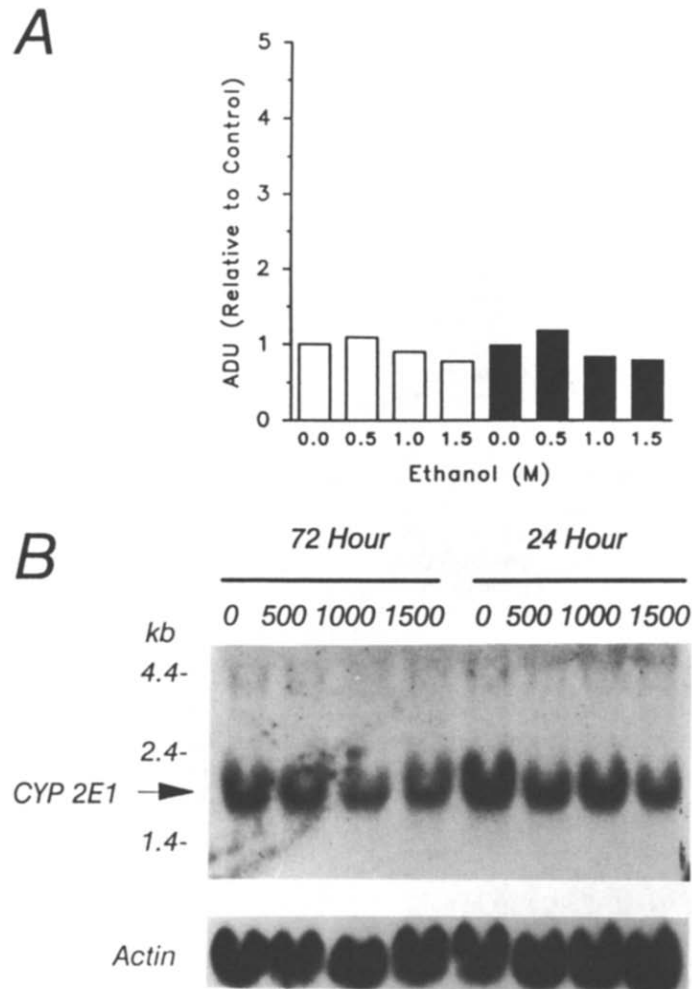 A
5
4
3
2
1
0
ADU (Relative to Control)
0.0 0.5 1.0 1.5 0.0 0.5 1.0 1.5
Ethanol (M)
B
72 Hour 24 Hour
0 500 1000 1500 0 500 1000 1500
kb
4.4-
2.4-
CYP 2E1
1.4-
Actin